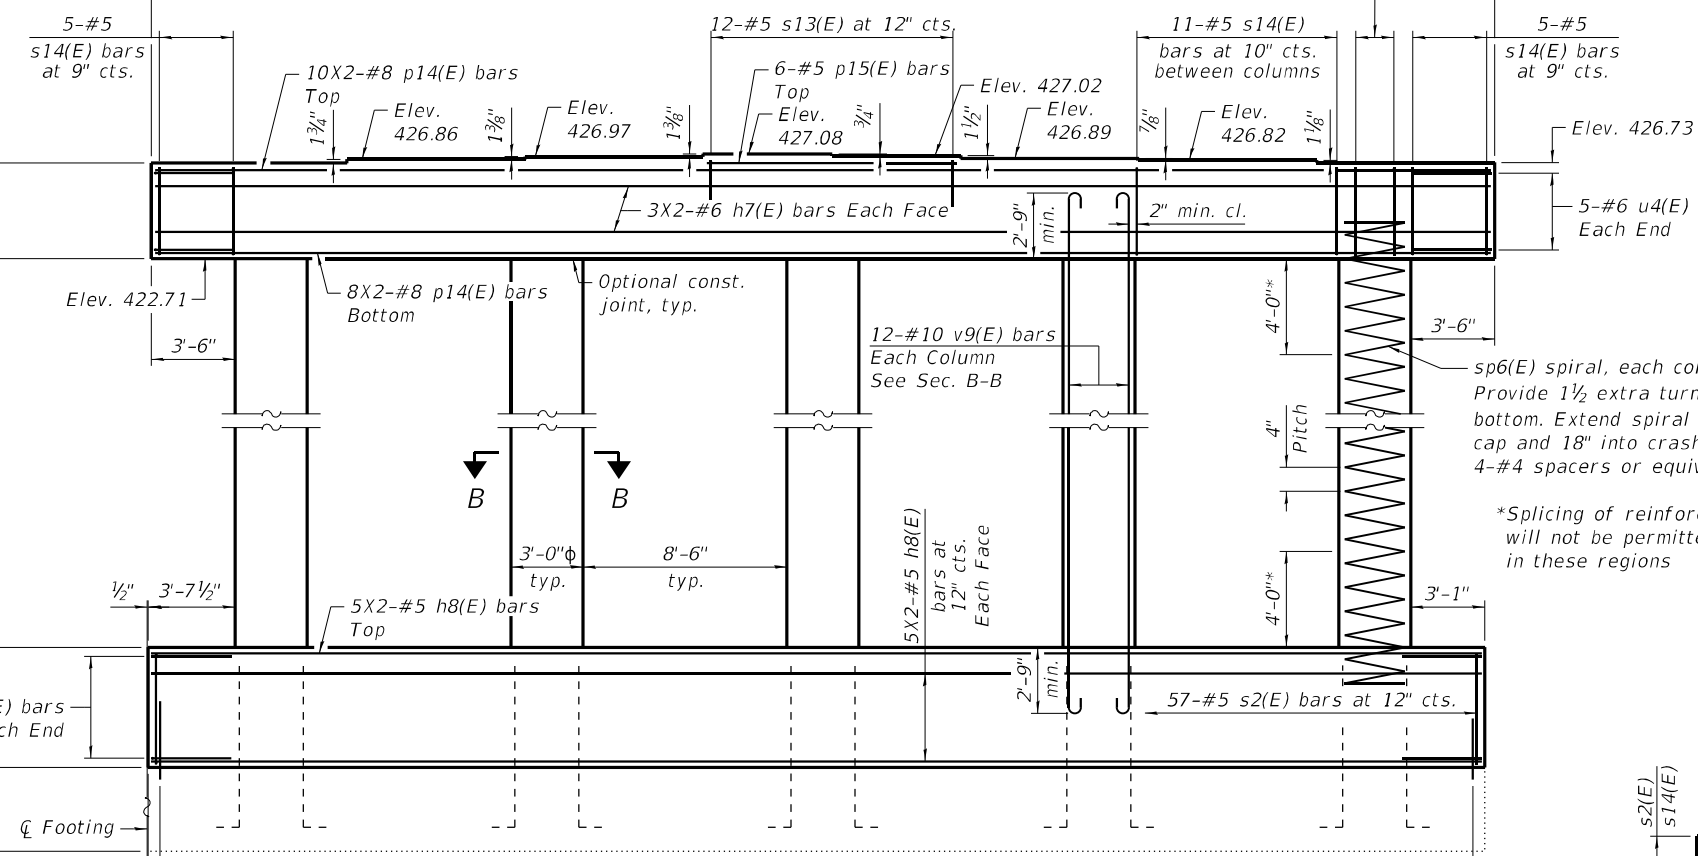 5-#5
s14(E) bars
at 9" cts.
12-#5 s13(E) at 12" cts.
11-#5 s14(E)
bars at 10" cts.
between columns
5-#5
s14(E) bars
at 9" cts.
10X2-#8 p14(E) bars
Top
6-#5 p15(E) bars
Top
1¾"
Elev.
426.86
1⅜"
Elev.
426.97
1⅜"
Elev.
427.08
¾"
Elev. 427.02
1½"
Elev.
426.89
⅞"
Elev.
426.82
1⅛"
Elev. 426.73
3X2-#6 h7(E) bars Each Face
2'-9"
min.
2" min. cl.
5-#6 u4(E)
Each End
Elev. 422.71
8X2-#8 p14(E) bars
Bottom
Optional const.
joint, typ.
4'-0"*
3'-6"
3'-6"
12-#10 v9(E) bars
Each Column
See Sec. B-B
sp6(E) spiral, each
Provide 1½ extra
bottom. Extend spiral
cap and 18" into
4-#4 spacers or
4"
Pitch
B
B
*Splicing of
will not be
in these regions
3'-0"ϕ
typ.
8'-6"
typ.
5X2-#5 h8(E)
bars at
12" cts.
Each Face
4'-0"*
½"
3'-7½"
3'-1"
5X2-#5 h8(E) bars
Top
2'-9"
min.
57-#5 s2(E) bars at 12" cts.
E) bars
End
℄ Footing
s2(E)
s14(E)